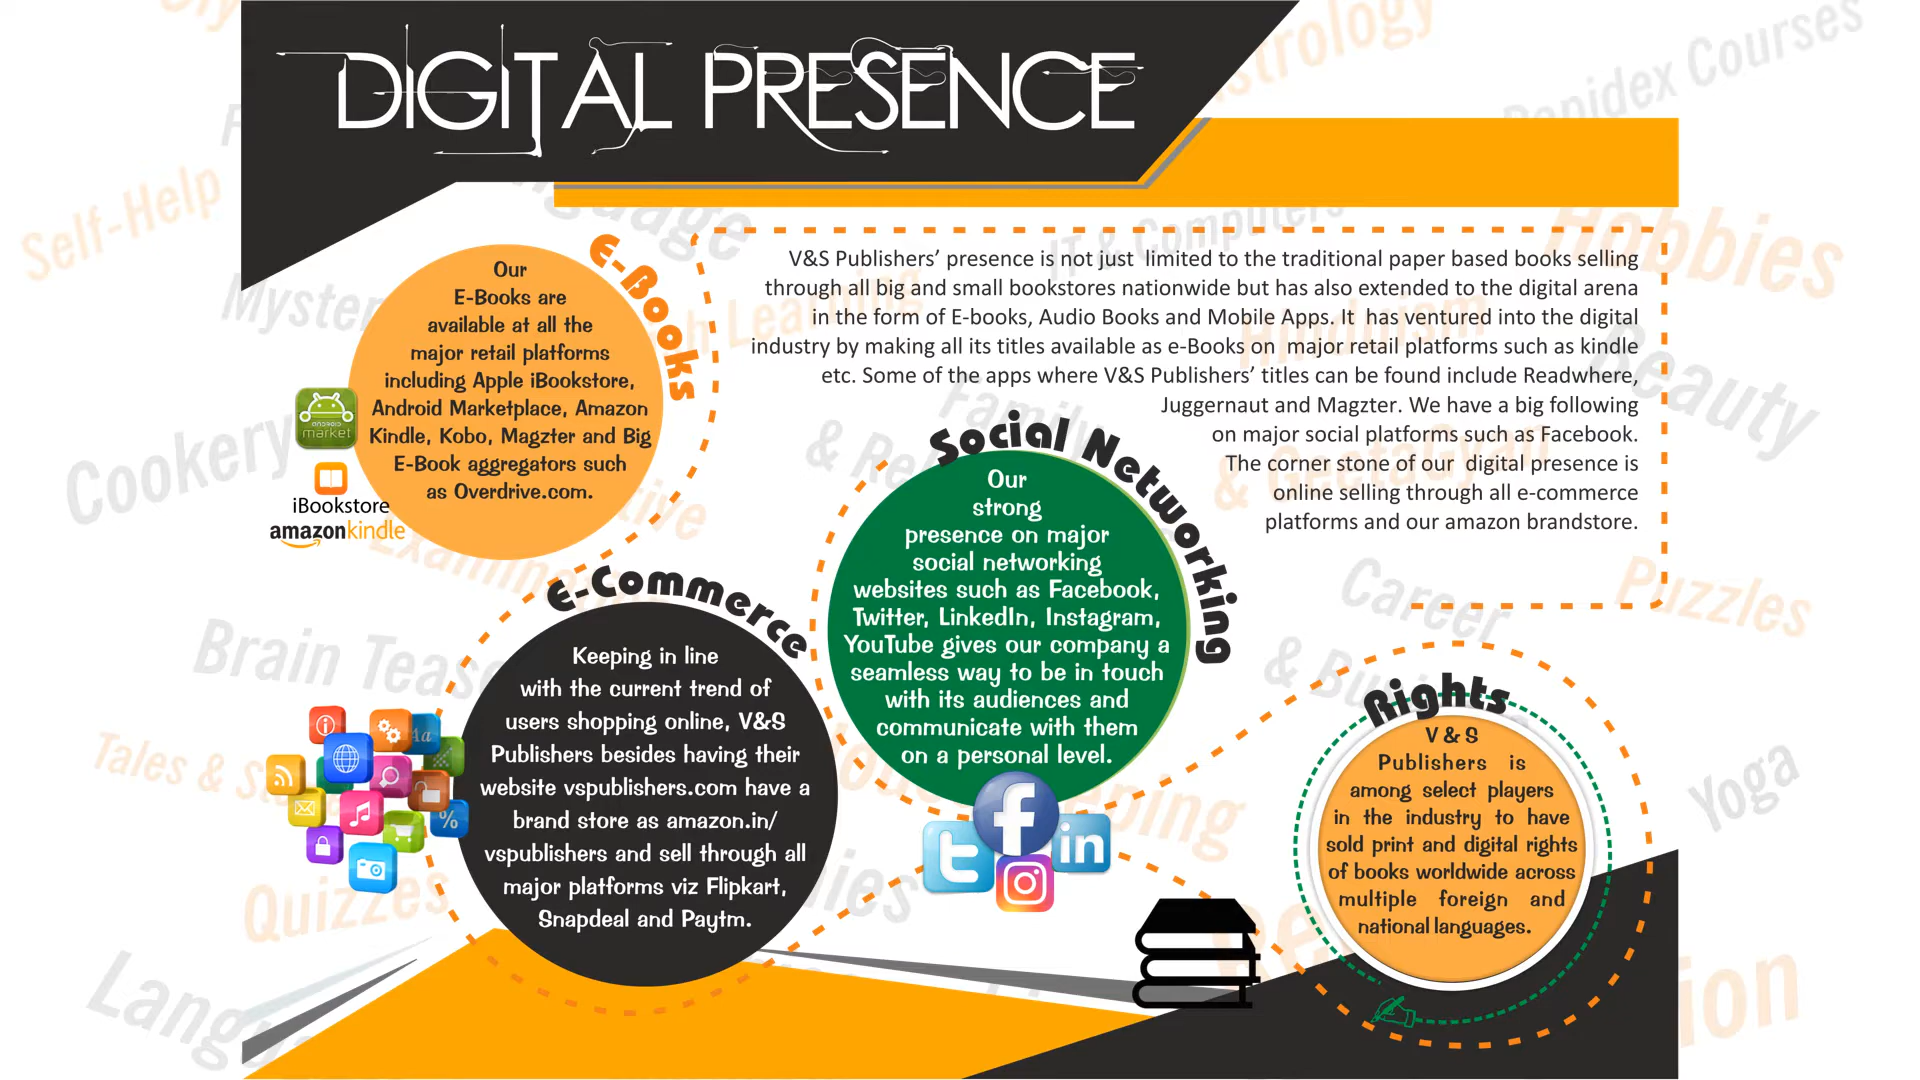 DIGITAL PRESENCE
V&S Publishers' presence is not just limited to the traditional paper based books selling
through all big and small bookstores nationwide but has also extended to the digital arena
in the form of E-books, Audio Books and Mobile Apps. It has ventured into the digital
industry by making all its titles available as e-Books on major retail platforms such as kindle
etc. Some of the apps where V&S Publishers' titles can be found include Readwhere,
Juggernaut and Magzter. We have a big following
on major social platforms such as Facebook.
The corner stone of our digital presence is
online selling through all e-commerce
platforms and our amazon brandstore.
E-Books
Our
E-Books are
available at all the
major retail platforms
including Apple iBookstore,
Android Marketplace, Amazon
Kindle, Kobo, Magzter and Big
E-Book aggregators such
as Overdrive.com.
ANDROID
market
iBookstore
amazonkindle
Social Networking
Our
strong
presence on major
social networking
websites such as Facebook,
Twitter, LinkedIn, Instagram,
YouTube gives our company a
seamless way to be in touch
with its audiences and
communicate with them
on a personal level.
f
t
in
E-Commerce
Keeping in line
with the current trend of
users shopping online, V&S
Publishers besides having their
website vspublishers.com have a
brand store as amazon.in/
vspublishers and sell through all
major platforms viz Flipkart,
Snapdeal and Paytm.
Aa
%
Rights
V & S
Publishers is
among select players
in the industry to have
sold print and digital rights
of books worldwide across
multiple foreign and
national languages.
Self-Help
Cookery
Brain Tease
Quizzes
Rapidex Courses
IT & Computers
Hobbies
Hinduism
& GeetaGyan
Beauty
Family
Career
Puzzles
Yoga